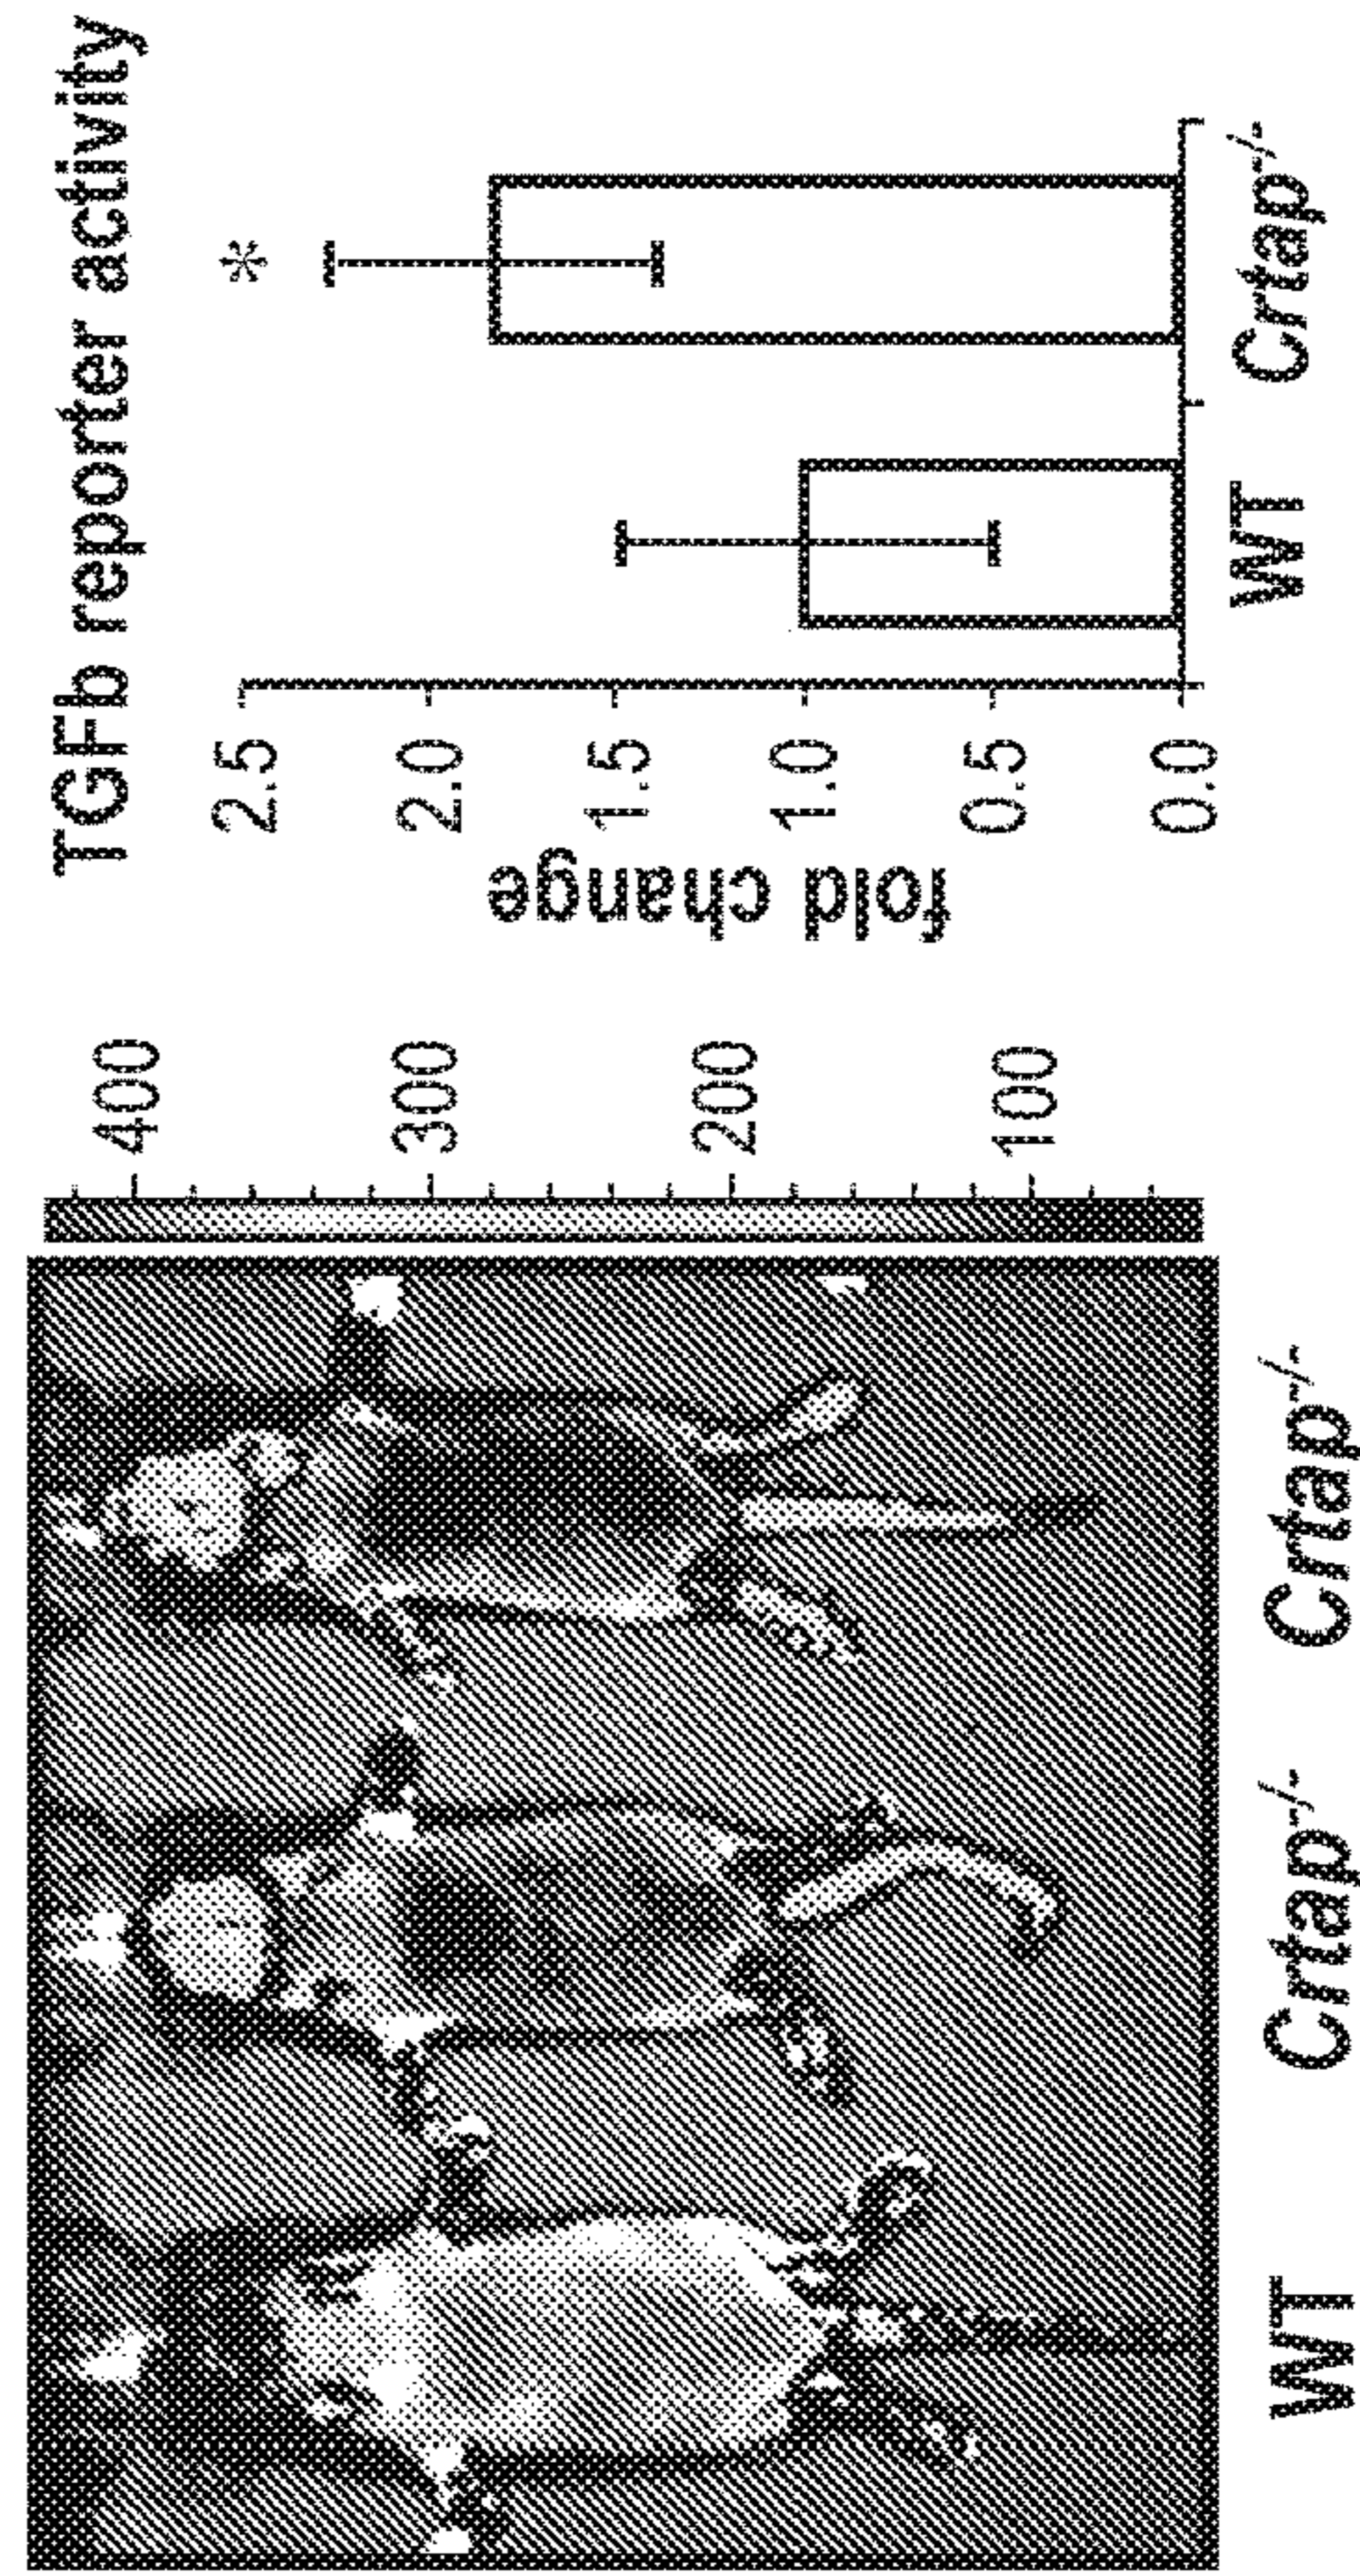 400
300
200
100
WT
Crtap-/-
Crtap-/-
TGFb reporter activity
fold change
2.5
2.0
1.5
1.0
0.5
0.0
*
WT
Crtap-/-